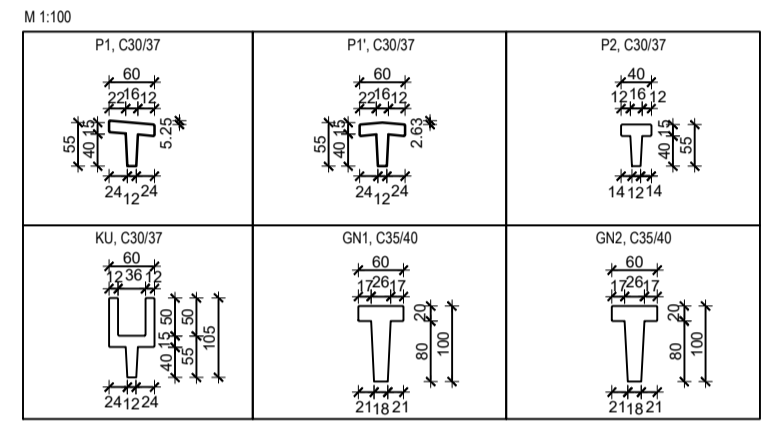 M 1:100
P1, C30/37
60
22 16 12
55
40 15
5.25
24 12 24
P1', C30/37
60
22 16 12
55
40 15
2.63
24 12 24
P2, C30/37
40
12 16 12
40 15
55
14 12 14
KU, C30/37
60
12 36 12
40 15 50
55 50
105
24 12 24
GN1, C35/40
60
17 26 17
80 20
100
21 18 21
GN2, C35/40
60
17 26 17
80 20
100
21 18 21